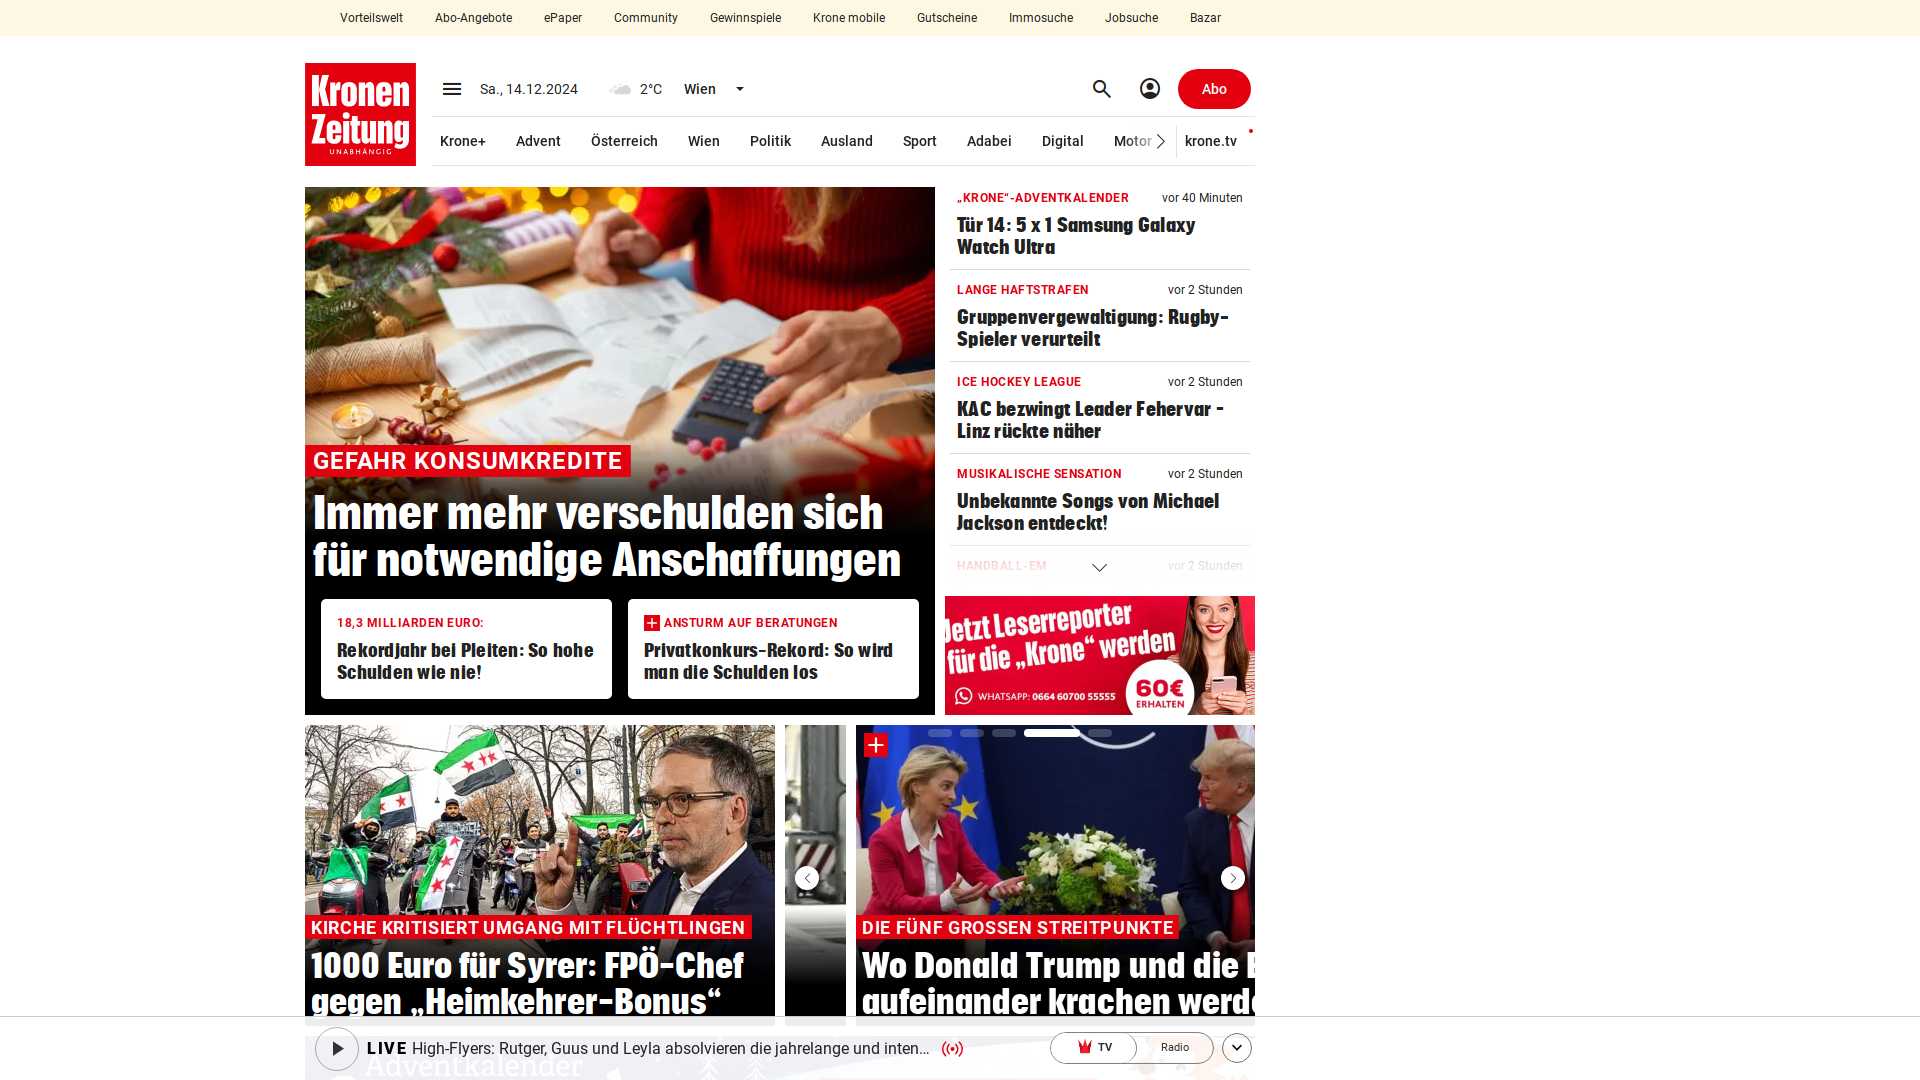 Vorteilswelt Abo-Angebote ePaper Community Gewinnspiele Krone mobile Gutscheine Immosuche Jobsuche Bazar
Kronen
Zeitung
UNABHÄNGIG
Sa., 14.12.2024 2°C Wien
Abo
Krone+ Advent Österreich Wien Politik Ausland Sport Adabei Digital Motor krone.tv
GEFAHR KONSUMKREDITE
Immer mehr verschulden sich
für notwendige Anschaffungen
18,3 MILLIARDEN EURO:
Rekordjahr bei Pleiten: So hohe
Schulden wie nie!
ANSTURM AUF BERATUNGEN
Privatkonkurs-Rekord: So wird
man die Schulden los
„KRONE“-ADVENTKALENDER vor 40 Minuten
Tür 14: 5 x 1 Samsung Galaxy
Watch Ultra
LANGE HAFTSTRAFEN vor 2 Stunden
Gruppenvergewaltigung: Rugby-
Spieler verurteilt
ICE HOCKEY LEAGUE vor 2 Stunden
KAC bezwingt Leader Fehervar -
Linz rückte näher
MUSIKALISCHE SENSATION vor 2 Stunden
Unbekannte Songs von Michael
Jackson entdeckt!
HANDBALL-EM vor 2 Stunden
Jetzt Leserreporter
für die „Krone“ werden
WHATSAPP: 0664 60700 55555
60€
ERHALTEN
KIRCHE KRITISIERT UMGANG MIT FLÜCHTLINGEN
1000 Euro für Syrer: FPÖ-Chef
gegen „Heimkehrer-Bonus“
DIE FÜNF GROSSEN STREITPUNKTE
Wo Donald Trump und die E
aufeinander krachen werde
LIVE High-Flyers: Rutger, Guus und Leyla absolvieren die jahrelange und inten...
TV Radio
Adventkalender